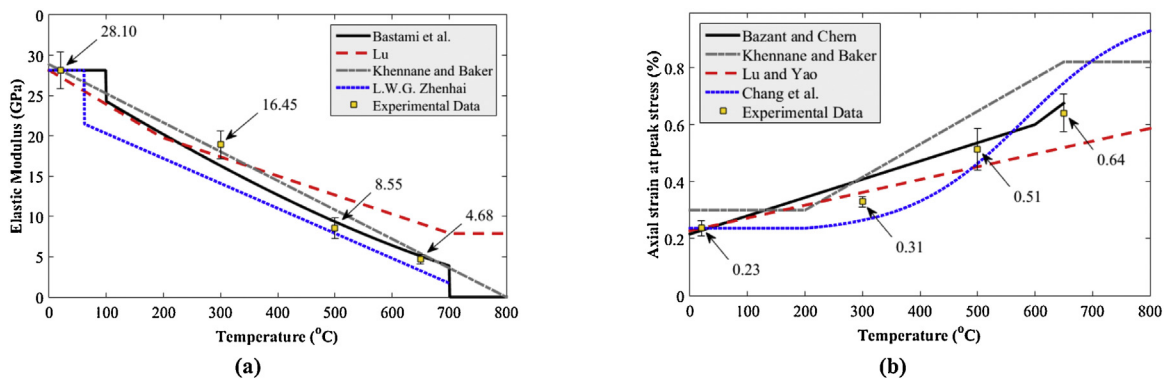 35
30
25
20
15
10
5
0
Elastic Modulus (GPa)
28.10
16.45
8.55
4.68
Bastami et al.
Lu
Khennane and Baker
L.W.G. Zhenhai
Experimental Data
0 100 200 300 400 500 600 700 800
Temperature (°C)
(a)
1
0.8
0.6
0.4
0.2
0
Axial strain at peak stress (%)
Bazant and Chern
Khennane and Baker
Lu and Yao
Chang et al.
Experimental Data
0.23
0.31
0.51
0.64
0 100 200 300 400 500 600 700 800
Temperature (°C)
(b)